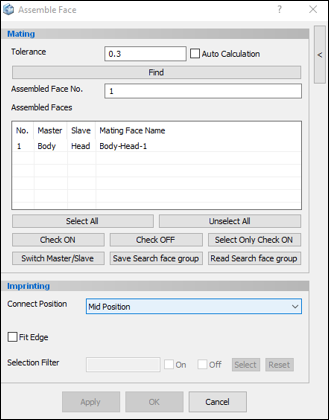 Assemble Face ? ×
Mating <
Tolerance 0.3 Auto Calculation
Find
Assembled Face No. 1
Assembled Faces
No. Master Slave Mating Face Name
1 Body Head Body-Head-1
Select All Unselect All
Check ON Check OFF Select Only Check ON
Switch Master/Slave Save Search face group Read Search face group
Imprinting
Connect Position Mid Position
Fit Edge
Selection Filter On Off Select Reset
Apply OK Cancel